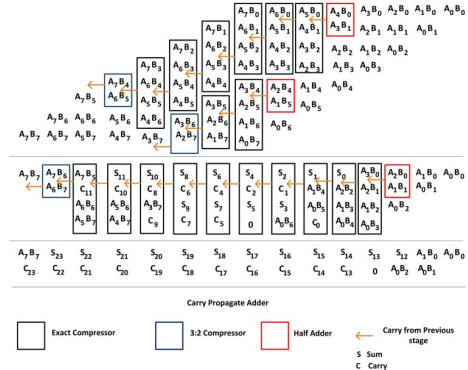 A7B0 A6B0 A5B0 A4B0 A3B0 A2B0 A1B0 A0B0
A7B1 A6B1 A5B1 A4B1 A3B1 A2B1 A1B1 A0B1
A7B2 A6B2 A5B2 A4B2 A3B2 A2B2 A1B2 A0B2
A7B3 A6B3 A5B3 A4B3 A3B3 A2B3 A1B3 A0B3
A7B4 A6B4 A5B4 A4B4 A3B4 A2B4 A1B4 A0B4
A7B5 A6B5 A5B5 A4B5 A3B5 A2B5 A1B5 A0B5
A7B6 A6B6 A5B6 A4B6 A3B6 A2B6 A1B6 A0B6
A7B7 A6B7 A5B7 A4B7 A3B7 A2B7 A1B7 A0B7
A7B7 A7B6 A7B5 S11 S10 S8 S6 S4 S2 S1 S0 A3B0 A2B0 A1B0 A0B0
A6B7 C11 C10 C8 C6 C4 C2 C1 A1B4 A2B1 A1B1 A0B1
A6B6 A5B6 A4B6 S9 S7 S5 S3 A0B5 A1B3 A0B2
A5B7 A4B7 C9 C7 C5 0 A0B6 C0 A0B4
A7B7 S23 S22 S21 S20 S19 S18 S17 S16 S15 S14 S13 S12 A1B0 A0B0
C23 C22 C21 C20 C19 C18 C17 C16 C15 C14 C13 0 A0B2 A0B1
Carry Propagate Adder
Exact Compressor
3:2 Compressor
Half Adder
Carry from Previous stage
S Sum
C Carry